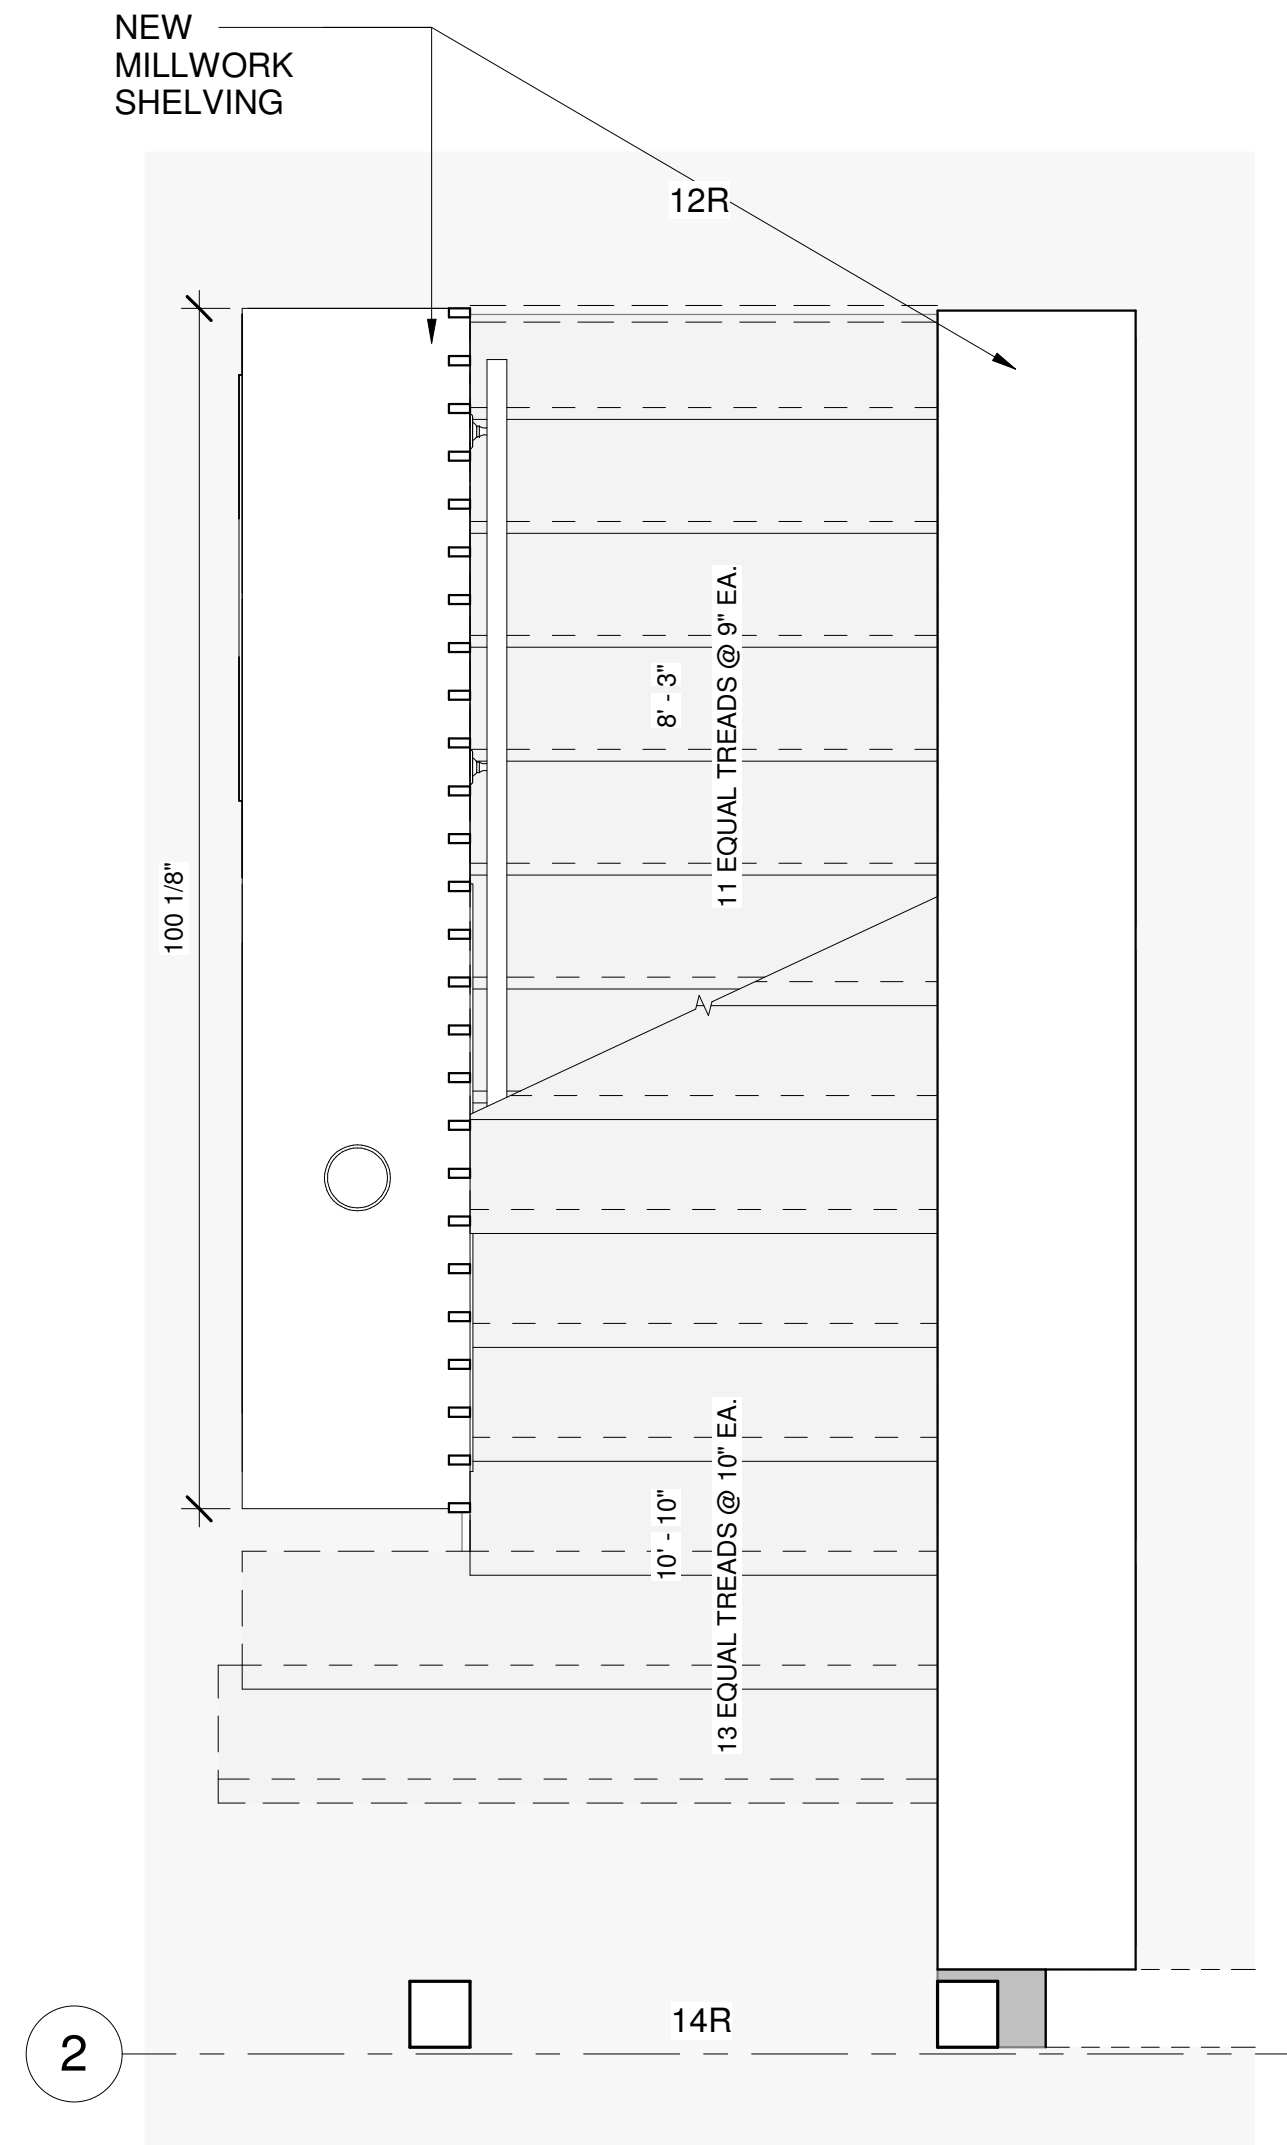 NEW
MILLWORK
SHELVING
12R
8' - 3"
11 EQUAL TREADS @ 9" EA.
100 1/8"
10' - 10"
13 EQUAL TREADS @ 10" EA.
14R
2